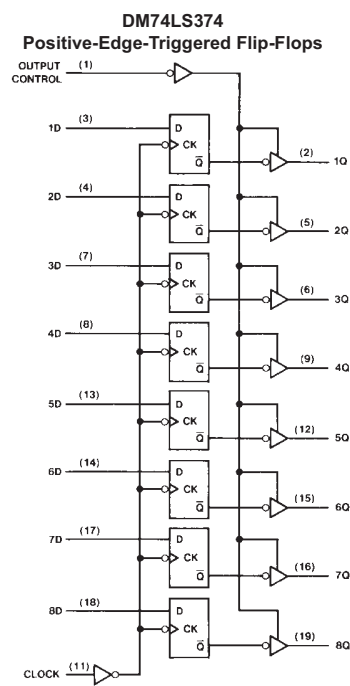 DM74LS374
Positive-Edge-Triggered Flip-Flops
OUTPUT CONTROL (1)
1D (3) D CK Q̅ (2) 1Q
2D (4) D CK Q̅ (5) 2Q
3D (7) D CK Q̅ (6) 3Q
4D (8) D CK Q̅ (9) 4Q
5D (13) D CK Q̅ (12) 5Q
6D (14) D CK Q̅ (15) 6Q
7D (17) D CK Q̅ (16) 7Q
8D (18) D CK Q̅ (19) 8Q
CLOCK (11)